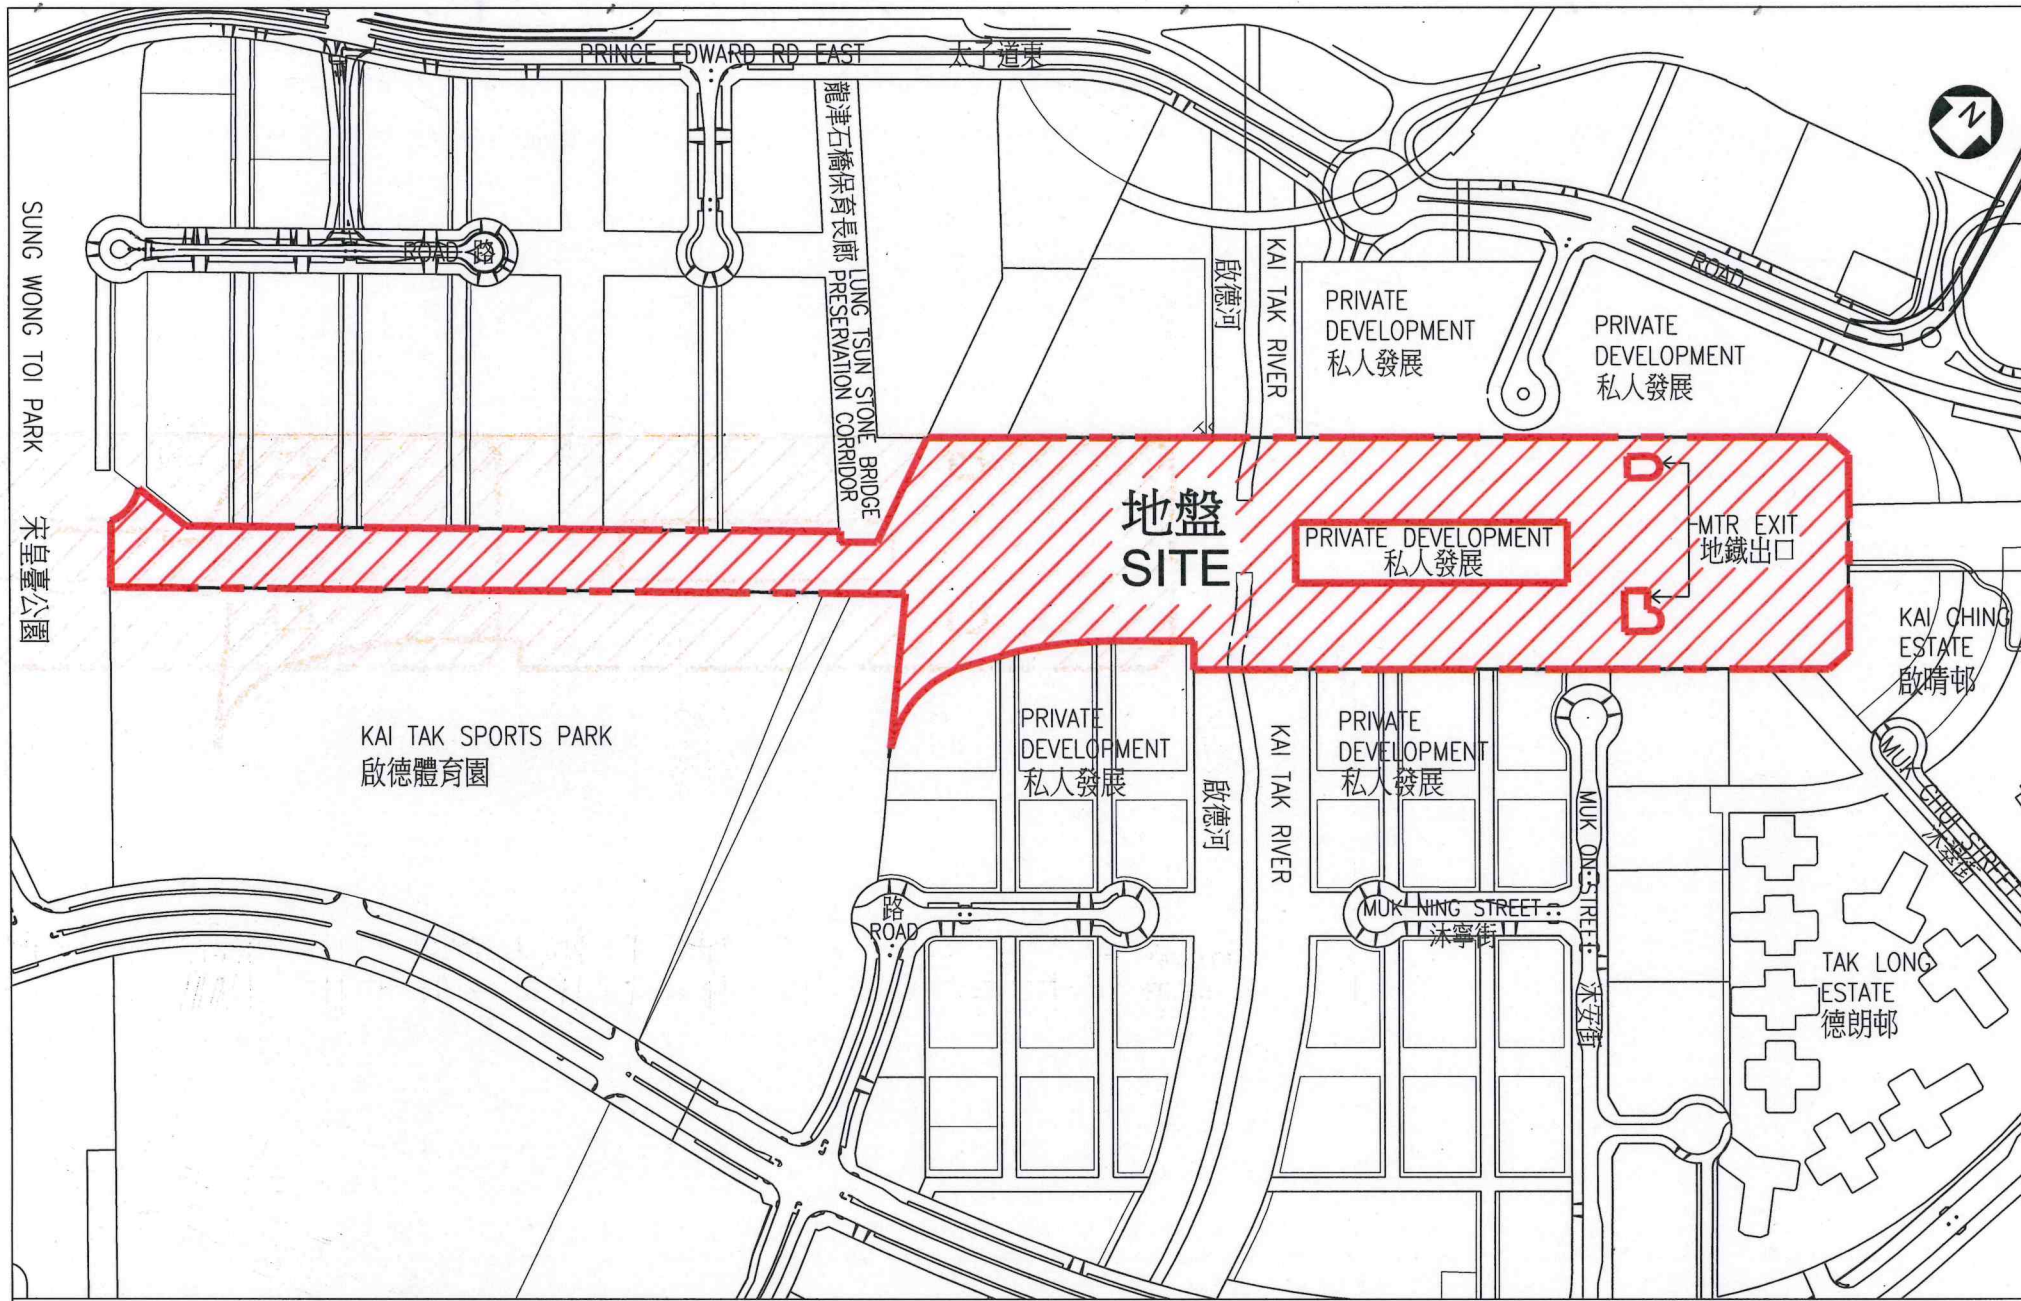 PRINCE EDWARD RD EAST 太子道東
N
SUNG WONG TOI PARK 宋皇臺公園
ROAD 路
龍津石橋保育長廊 LUNG TSUN STONE BRIDGE
PRESERVATION CORRIDOR
啟德河
KAI TAK RIVER
PRIVATE
DEVELOPMENT
私人發展
PRIVATE
DEVELOPMENT
私人發展
ROAD
地盤
SITE
PRIVATE DEVELOPMENT
私人發展
MTR EXIT
地鐵出口
KAI CHING
ESTATE
啟晴邨
KAI TAK SPORTS PARK
啟德體育園
PRIVATE
DEVELOPMENT
私人發展
啟德河
KAI TAK RIVER
PRIVATE
DEVELOPMENT
私人發展
MUK ON STREET
沐安街
MUK CHUI STREET
沐翠街
路
ROAD
MUK NING STREET
沐寧街
TAK LONG
ESTATE
德朗邨